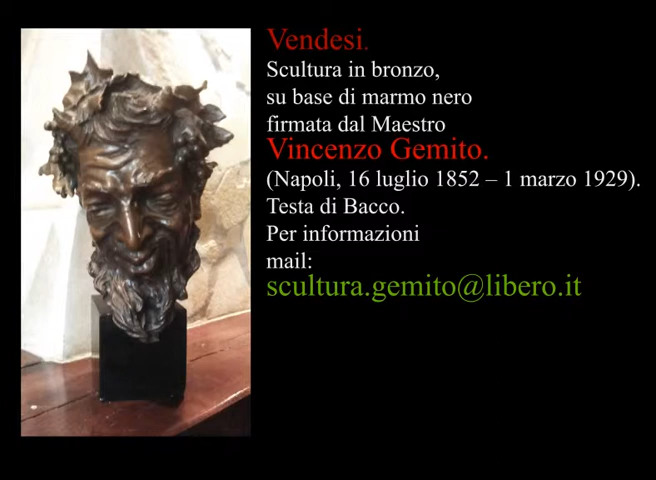 Vendesi.
Scultura in bronzo,
su base di marmo nero
firmata dal Maestro
Vincenzo Gemito.
(Napoli, 16 luglio 1852 – 1 marzo 1929).
Testa di Bacco.
Per informazioni
mail:
scultura.gemito@libero.it